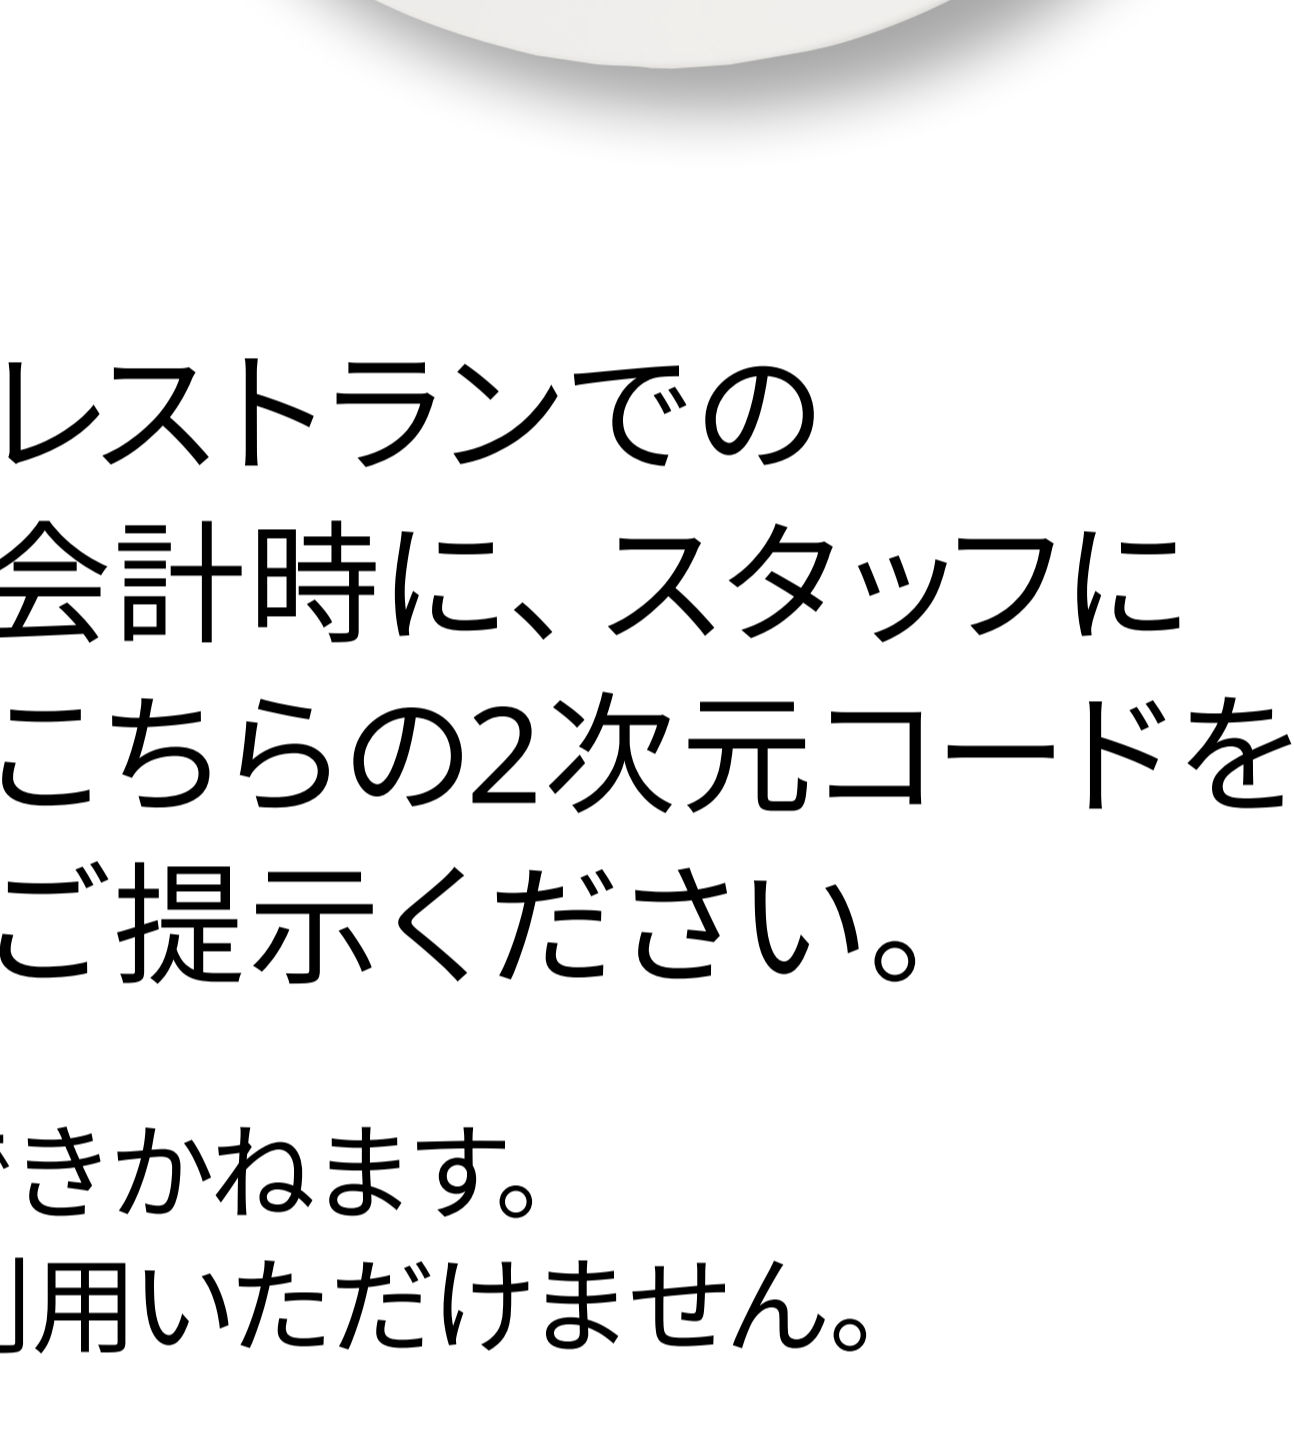 レストランでの
会計時に、スタッフに
こちらの2次元コードを
ご提示ください。
きかねます。
用いただけません。